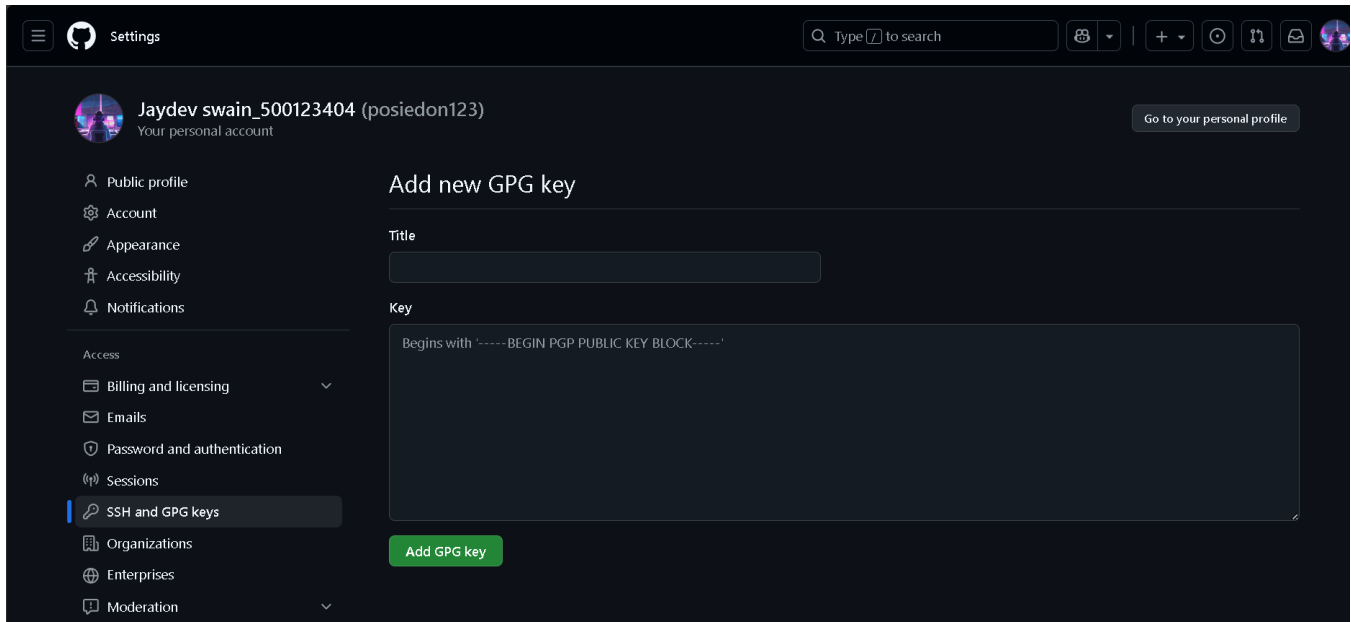 Settings
Type / to search
Jaydev swain_500123404 (posiedon123)
Your personal account
Go to your personal profile
Public profile
Account
Appearance
Accessibility
Notifications
Access
Billing and licensing
Emails
Password and authentication
Sessions
SSH and GPG keys
Organizations
Enterprises
Moderation
Add new GPG key
Title
Key
Begins with '-----BEGIN PGP PUBLIC KEY BLOCK-----'
Add GPG key